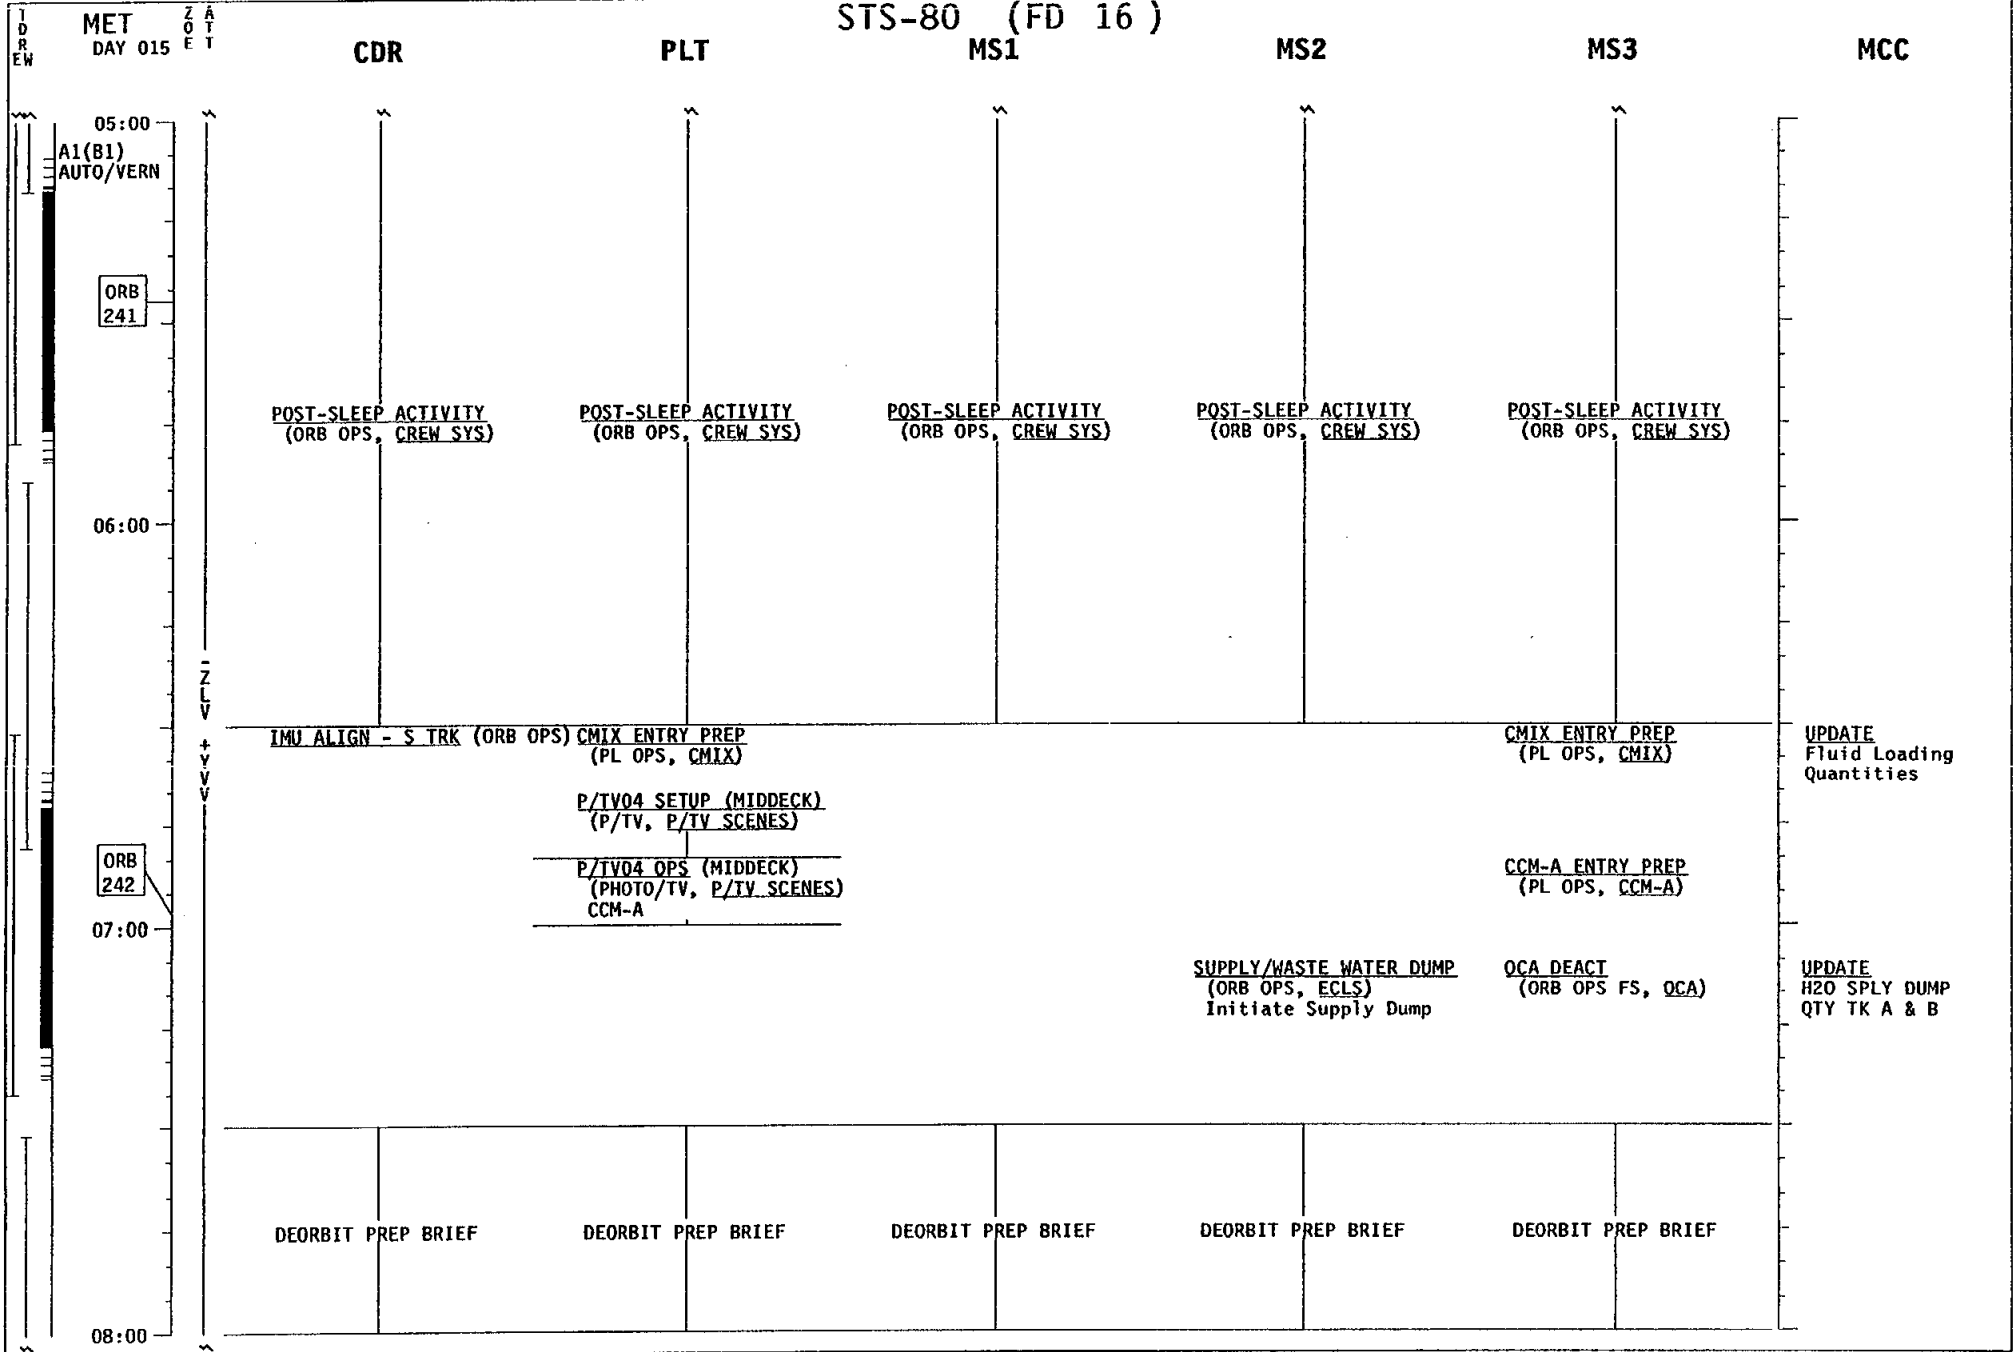 STS-80 (FD 16 )
TDRS EW
MET
DAY 015
ZOE
ATT
CDR
PLT
MS1
MS2
MS3
MCC
05:00
A1(B1)
AUTO/VERN
ORB
241
POST-SLEEP ACTIVITY
(ORB OPS, CREW SYS)
POST-SLEEP ACTIVITY
(ORB OPS, CREW SYS)
POST-SLEEP ACTIVITY
(ORB OPS, CREW SYS)
POST-SLEEP ACTIVITY
(ORB OPS, CREW SYS)
POST-SLEEP ACTIVITY
(ORB OPS, CREW SYS)
06:00
-ZLV +YVV
IMU ALIGN - S TRK (ORB OPS)
CMIX ENTRY PREP
(PL OPS, CMIX)
CMIX ENTRY PREP
(PL OPS, CMIX)
UPDATE
Fluid Loading
Quantities
P/TV04 SETUP (MIDDECK)
(P/TV, P/TV SCENES)
ORB
242
P/TV04 OPS (MIDDECK)
(PHOTO/TV, P/TV SCENES)
CCM-A
CCM-A ENTRY PREP
(PL OPS, CCM-A)
07:00
SUPPLY/WASTE WATER DUMP
(ORB OPS, ECLS)
Initiate Supply Dump
OCA DEACT
(ORB OPS FS, OCA)
UPDATE
H2O SPLY DUMP
QTY TK A & B
DEORBIT PREP BRIEF
DEORBIT PREP BRIEF
DEORBIT PREP BRIEF
DEORBIT PREP BRIEF
DEORBIT PREP BRIEF
08:00